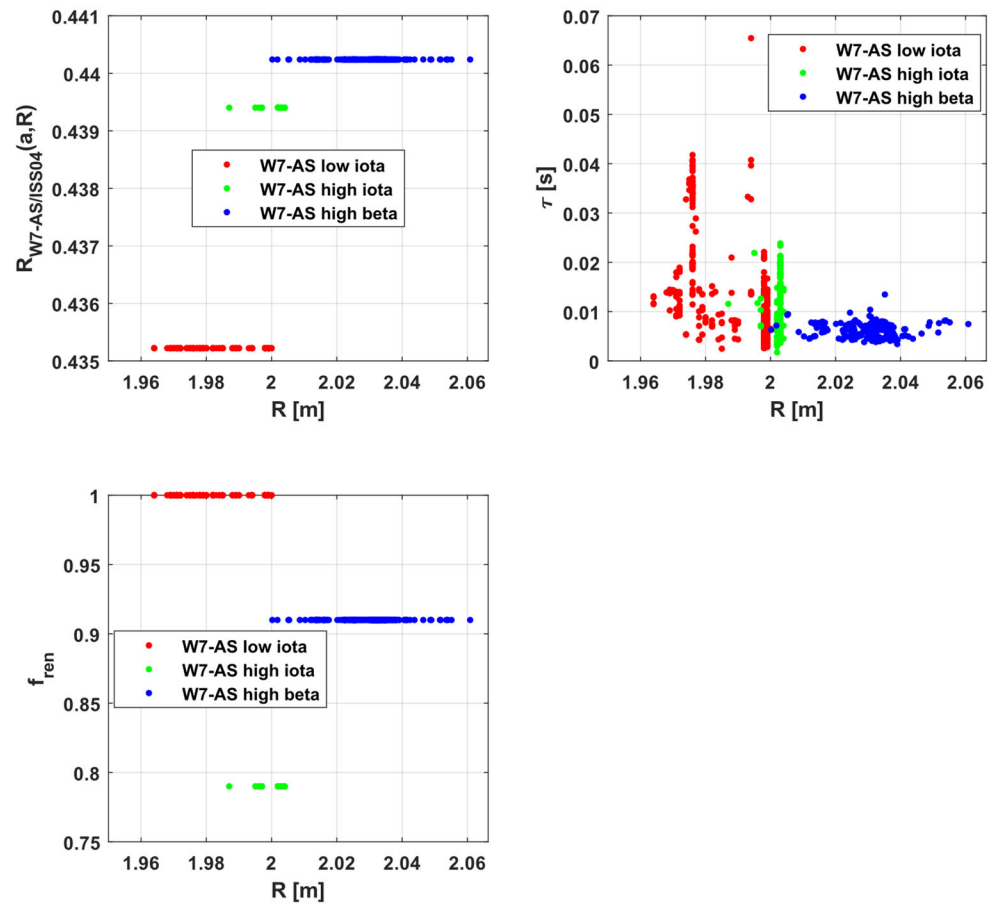 0.441
0.44
0.439
0.438
0.437
0.436
0.435
R_{W7-AS/ISS04}(a,R)
W7-AS low iota
W7-AS high iota
W7-AS high beta
1.96 1.98 2 2.02 2.04 2.06
R [m]
0.07
0.06
0.05
0.04
0.03
0.02
0.01
0
τ [s]
W7-AS low iota
W7-AS high iota
W7-AS high beta
1.96 1.98 2 2.02 2.04 2.06
R [m]
1
0.95
0.9
0.85
0.8
0.75
f_{ren}
W7-AS low iota
W7-AS high iota
W7-AS high beta
1.96 1.98 2 2.02 2.04 2.06
R [m]